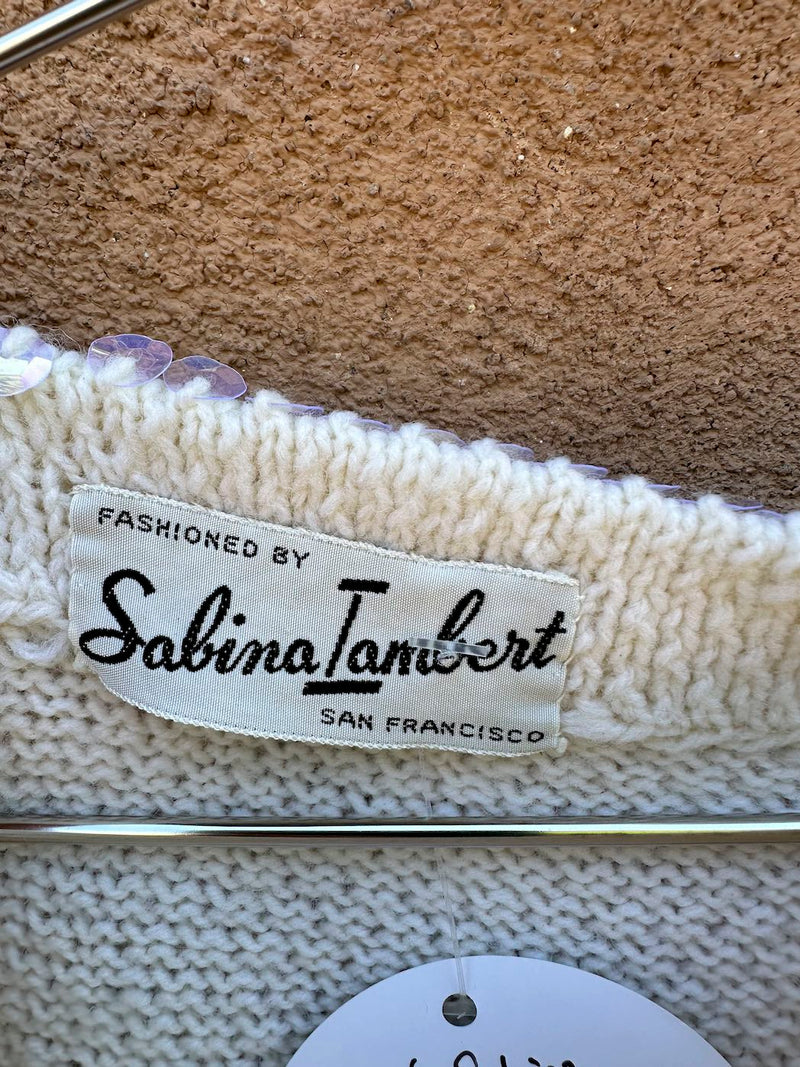 FASHIONED BY
Sabina Lambert
SAN FRANCISCO